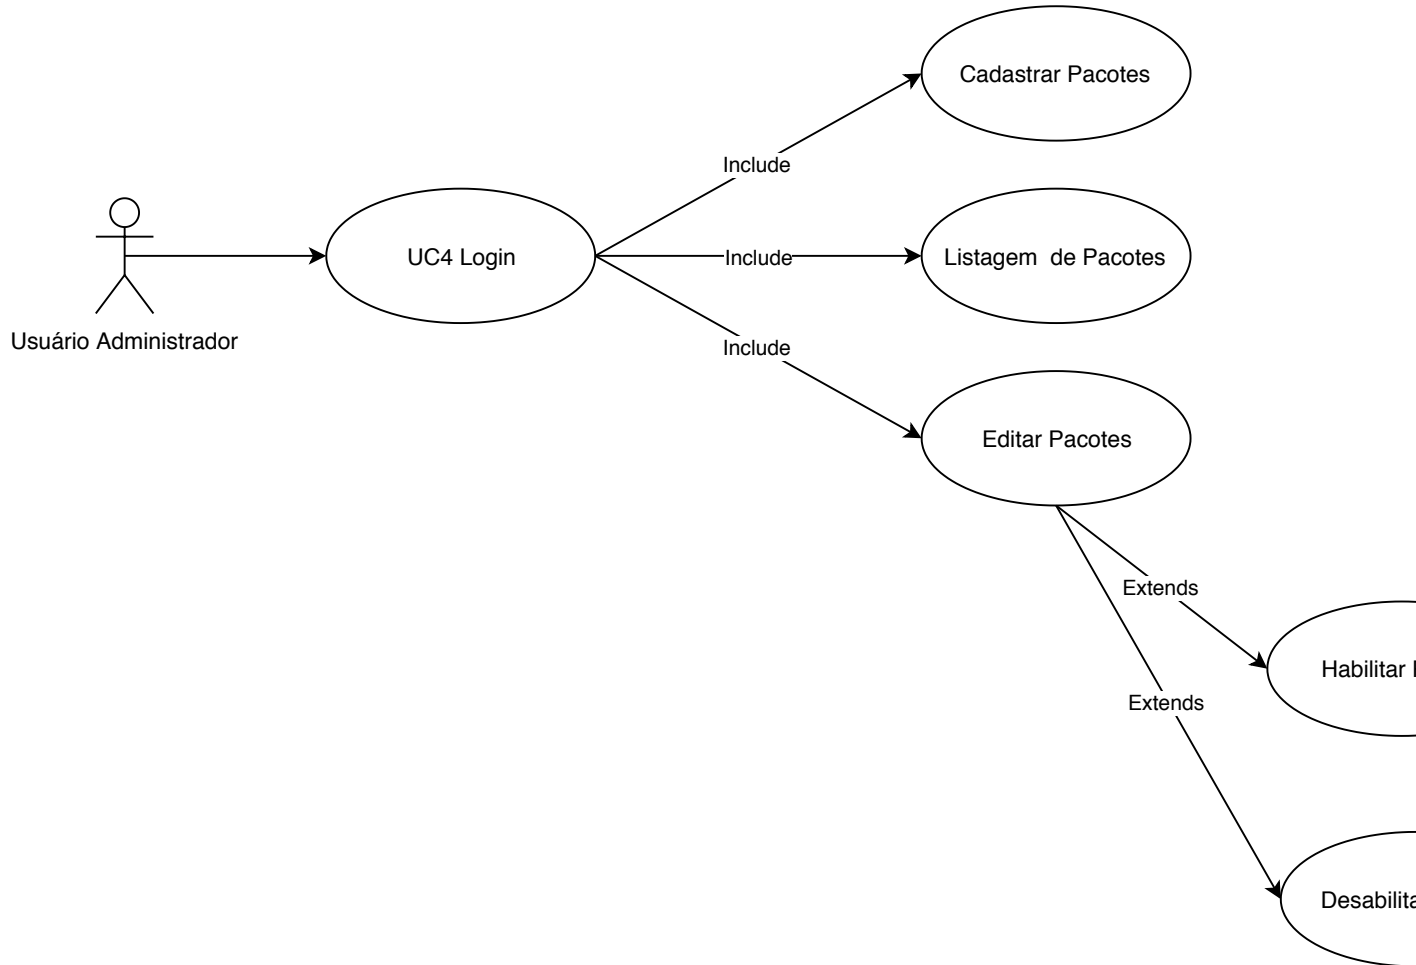 Cadastrar Pacotes
Include
UC4 Login
Include
Listagem  de Pacotes
Usuário Administrador
Include
Editar Pacotes
Extends
Habilitar
Extends